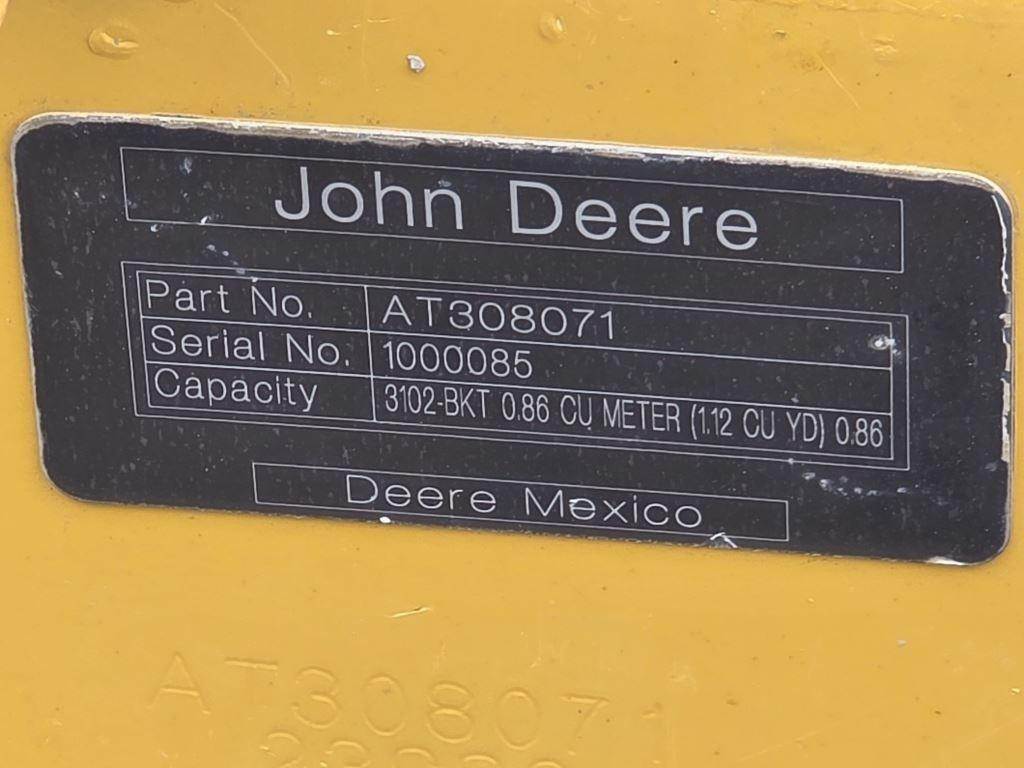 John Deere
Part No. AT308071
Serial No. 1000085
Capacity 3102-BKT 0.86 CU METER (1.12 CU YD) 0.86
Deere Mexico
AT308071